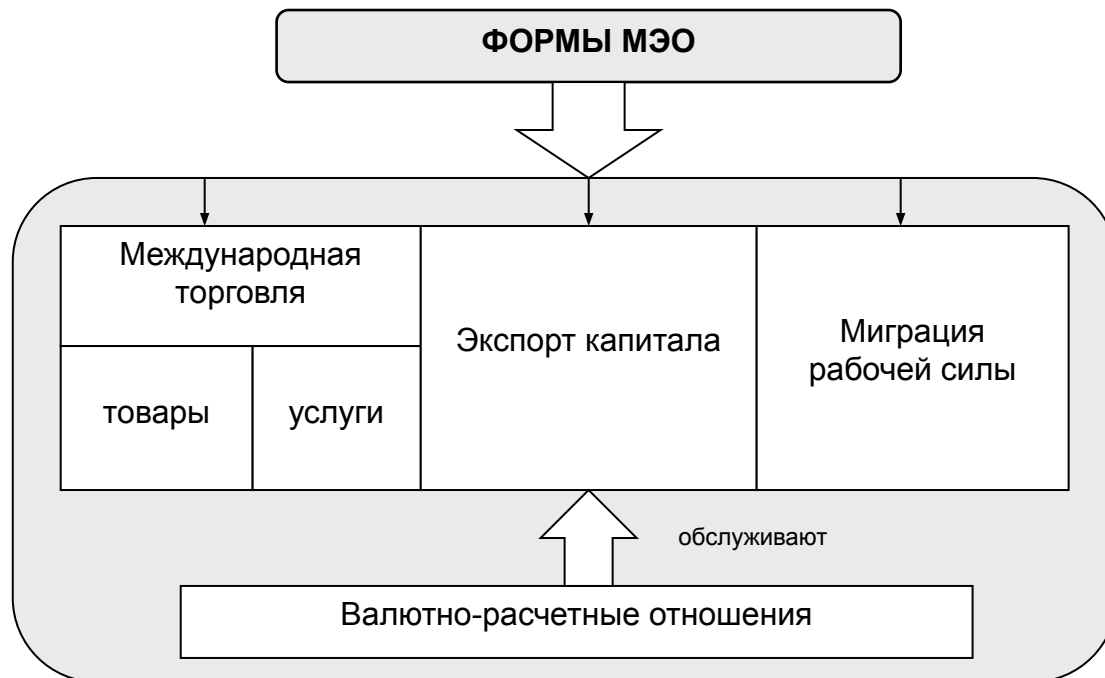 ФОРМЫ МЭО
Международная
торговля
товары
услуги
Экспорт капитала
Миграция
рабочей силы
обслуживают
Валютно-расчетные отношения